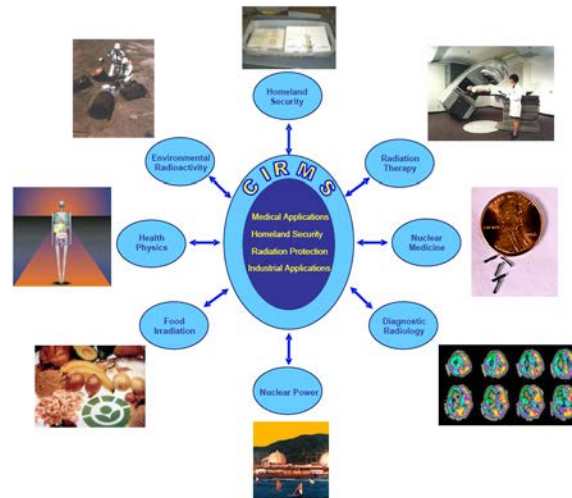 Homeland
Security
Environmental
Radioactivity
Radiation
Therapy
CIRMS
Medical Applications
Homeland Security
Radiation Protection
Industrial Applications
Health
Physics
Nuclear
Medicine
Food
Irradiation
Diagnostic
Radiology
Nuclear Power